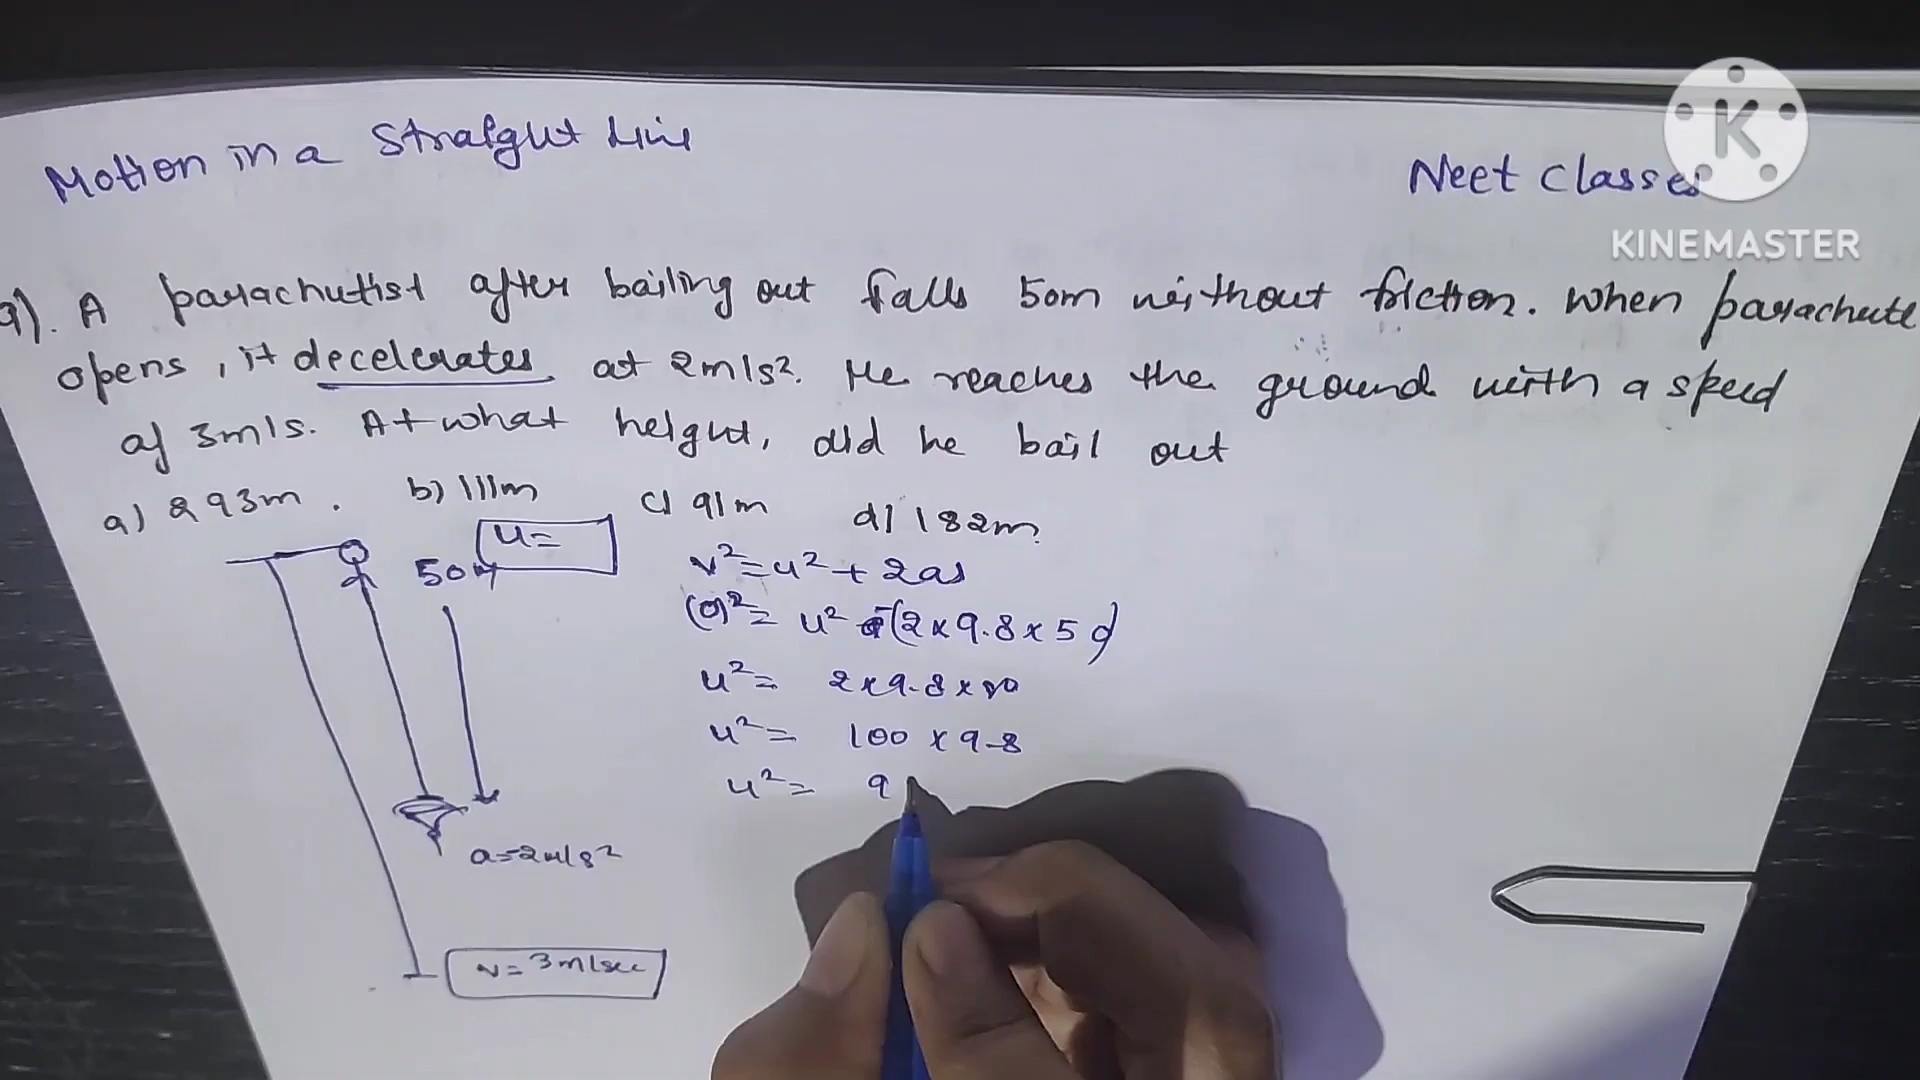 Motion in a Straight Line
Neet Classes
K
KINEMASTER
Q). A parachutist after bailing out falls 50m without friction. When parachute
opens, it decelerates at 2m/s². He reaches the ground with a speed
of 3m/s. At what height, did he bail out
a) 293m. b) 111m c) 91m d) 182m
u=
50m
v²=u²+2as
(0)²= u² -(2×9.8×50)
u²= 2×9.8×50
u²= 100×9.8
u²= 9
a=2m/s²
v=3m/sec